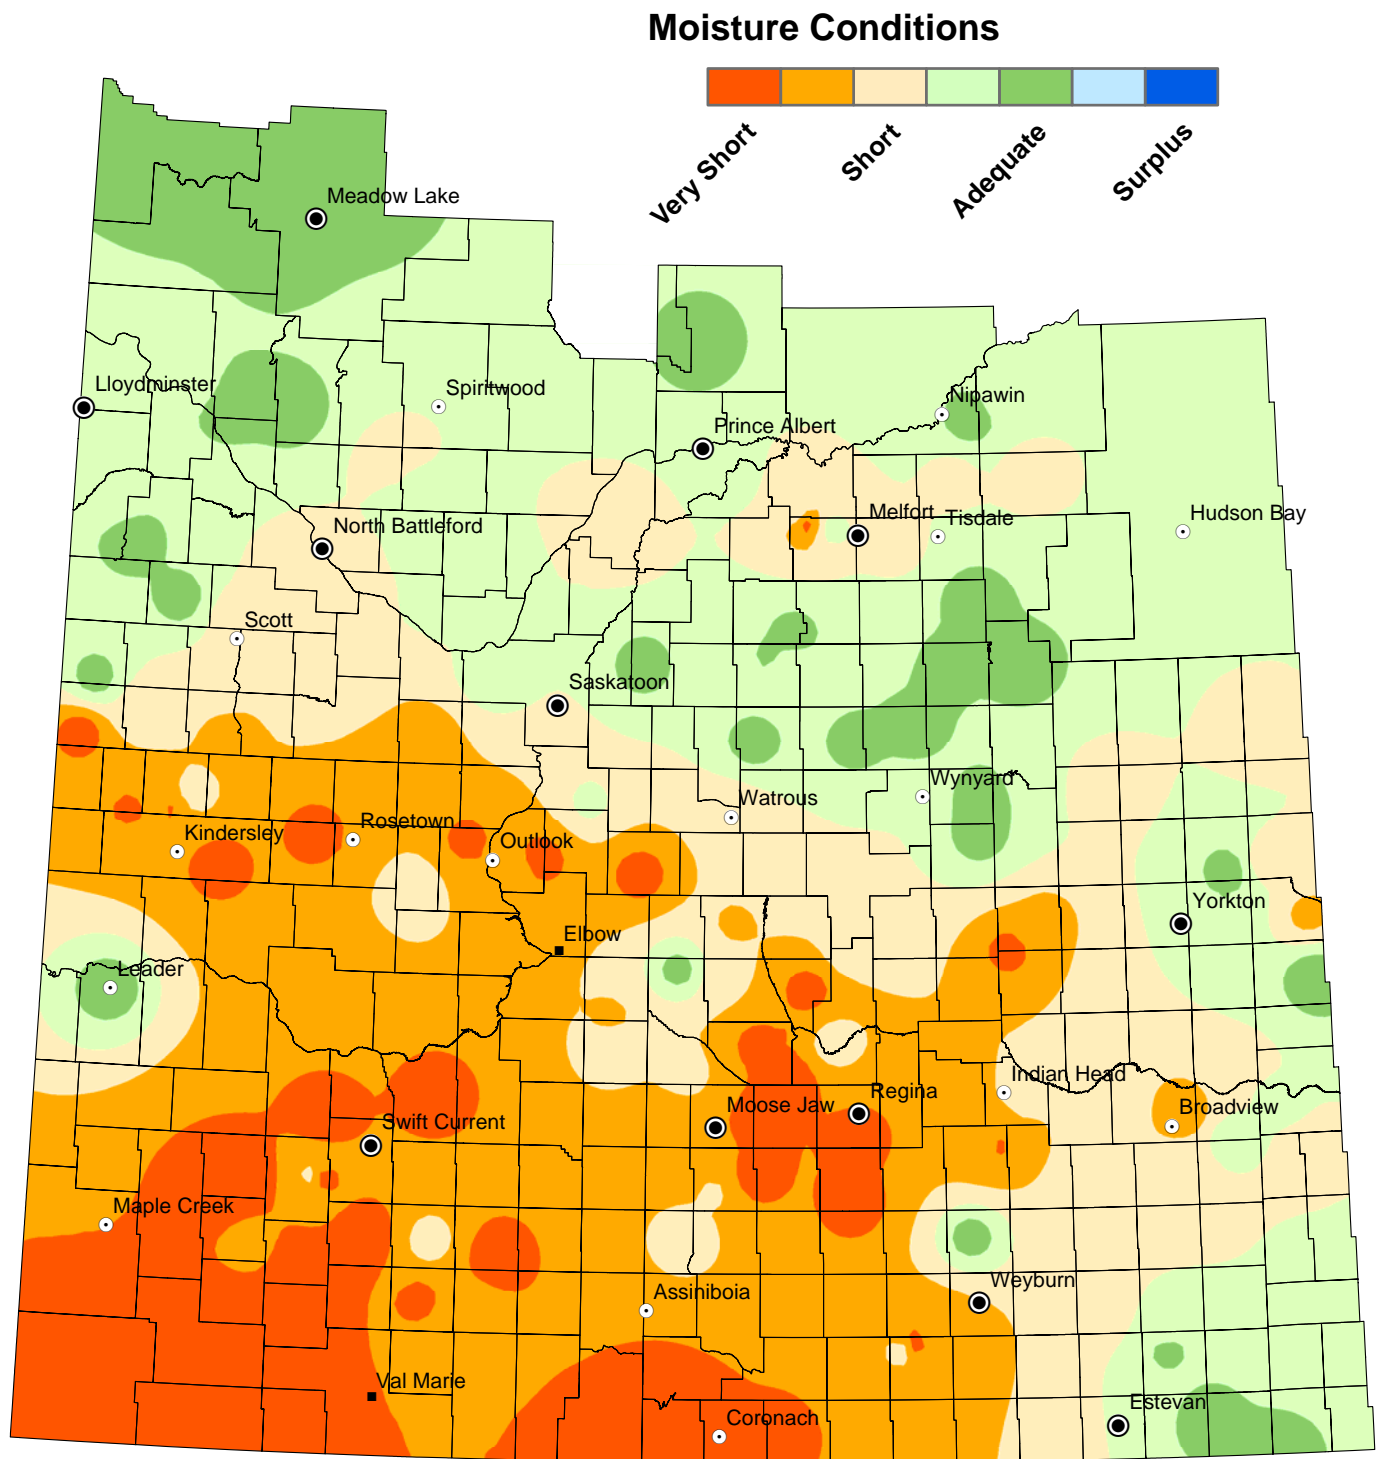 Moisture Conditions
Very Short
Short
Adequate
Surplus
Meadow Lake
Lloydminster
Spiritwood
Nipawin
Prince Albert
Melfort
Tisdale
Hudson Bay
North Battleford
Scott
Saskatoon
Wynyard
Watrous
Kindersley
Rosetown
Outlook
Yorkton
Elbow
Leader
Indian Head
Regina
Moose Jaw
Broadview
Swift Current
Maple Creek
Weyburn
Assiniboia
Val Marie
Estevan
Coronach